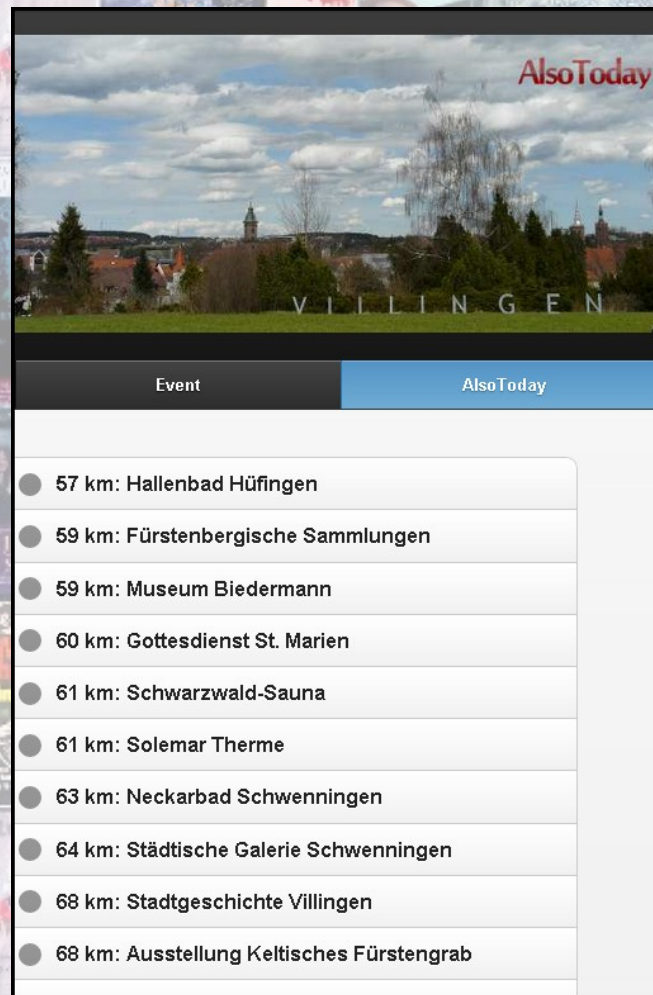 AlsoToday
VILLINGEN
Event
AlsoToday
57 km: Hallenbad Hüfingen
59 km: Fürstenbergische Sammlungen
59 km: Museum Biedermann
60 km: Gottesdienst St. Marien
61 km: Schwarzwald-Sauna
61 km: Solemar Therme
63 km: Neckarbad Schwenningen
64 km: Städtische Galerie Schwenningen
68 km: Stadtgeschichte Villingen
68 km: Ausstellung Keltisches Fürstengrab